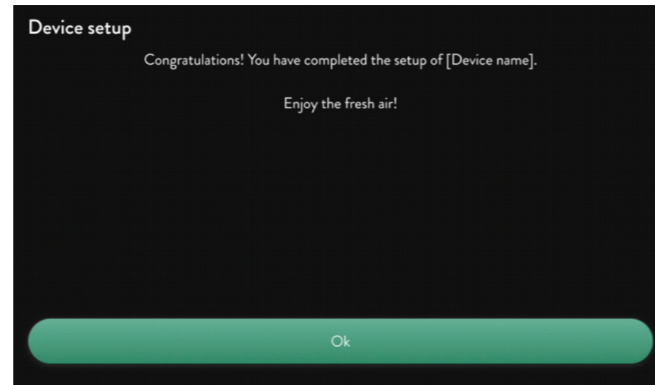 Device setup
Congratulations! You have completed the setup of [Device name].
Enjoy the fresh air!
Ok